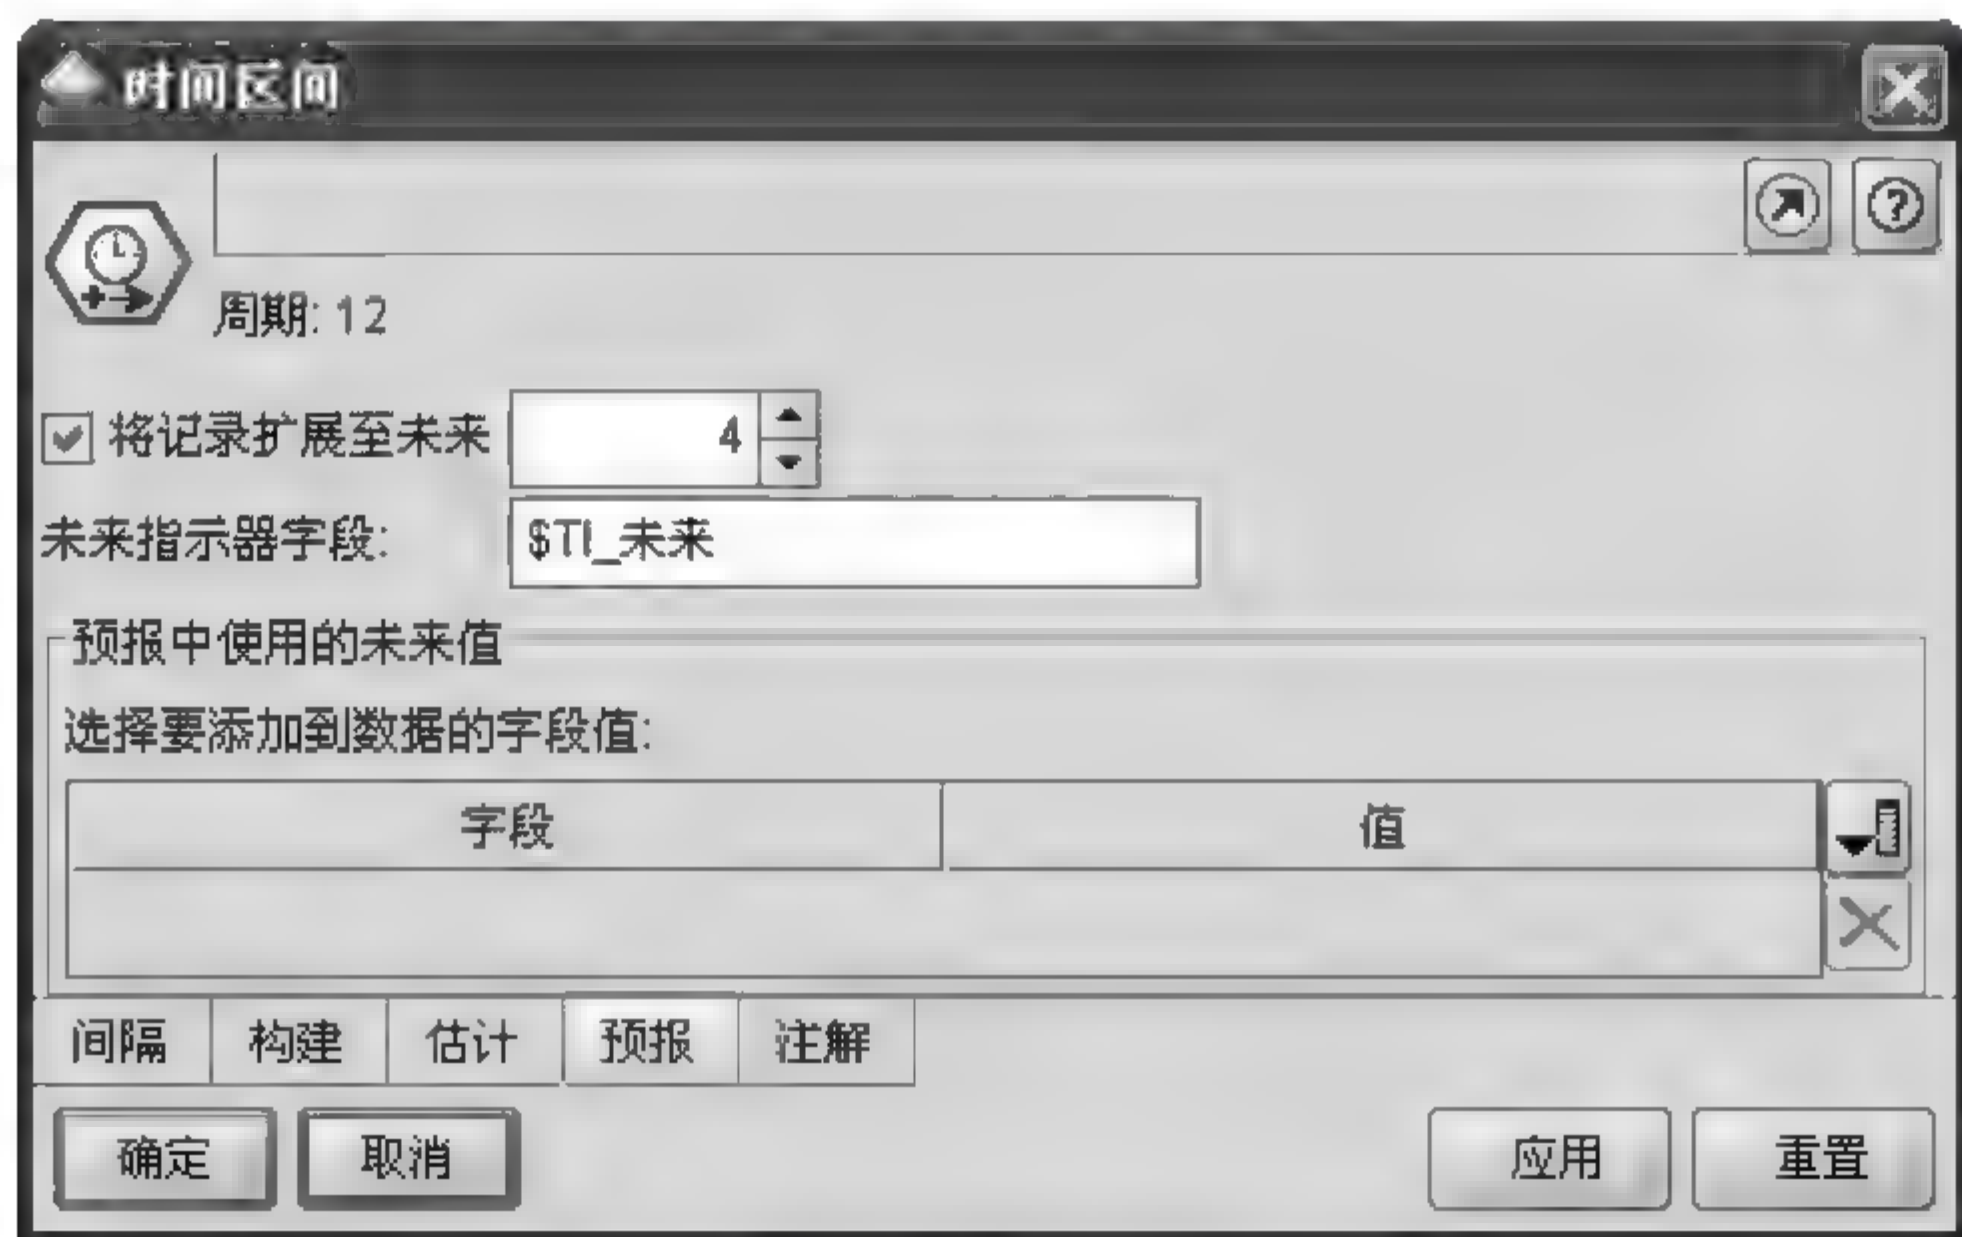 时间区间
周期: 12
将记录扩展至未来 4
未来指示器字段: $TI_未来
预报中使用的未来值
选择要添加到数据的字段值:
字段 值
间隔 构建 估计 预报 注解
确定 取消 应用 重置